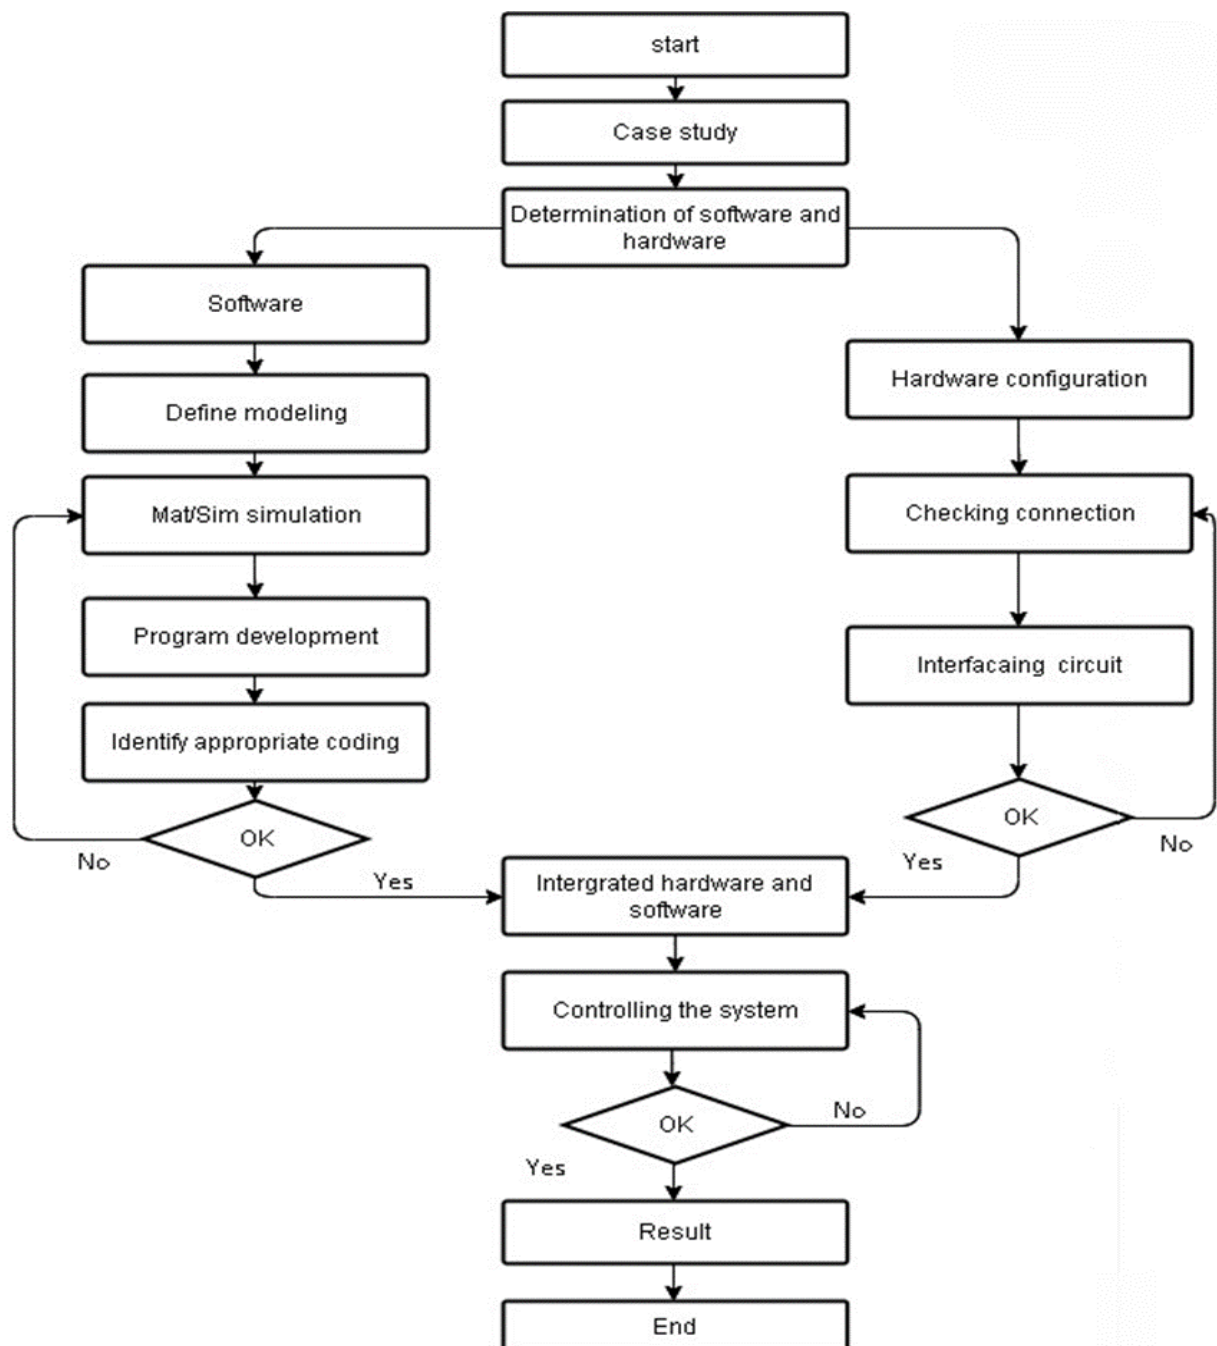 start
Case study
Determination of software and
hardware
Software
Define modeling
Mat/Sim simulation
Program development
Identify appropriate coding
OK
No
Yes
Hardware configuration
Checking connection
Interfacaing circuit
OK
No
Yes
Intergrated hardware and
software
Controlling the system
OK
No
Yes
Result
End